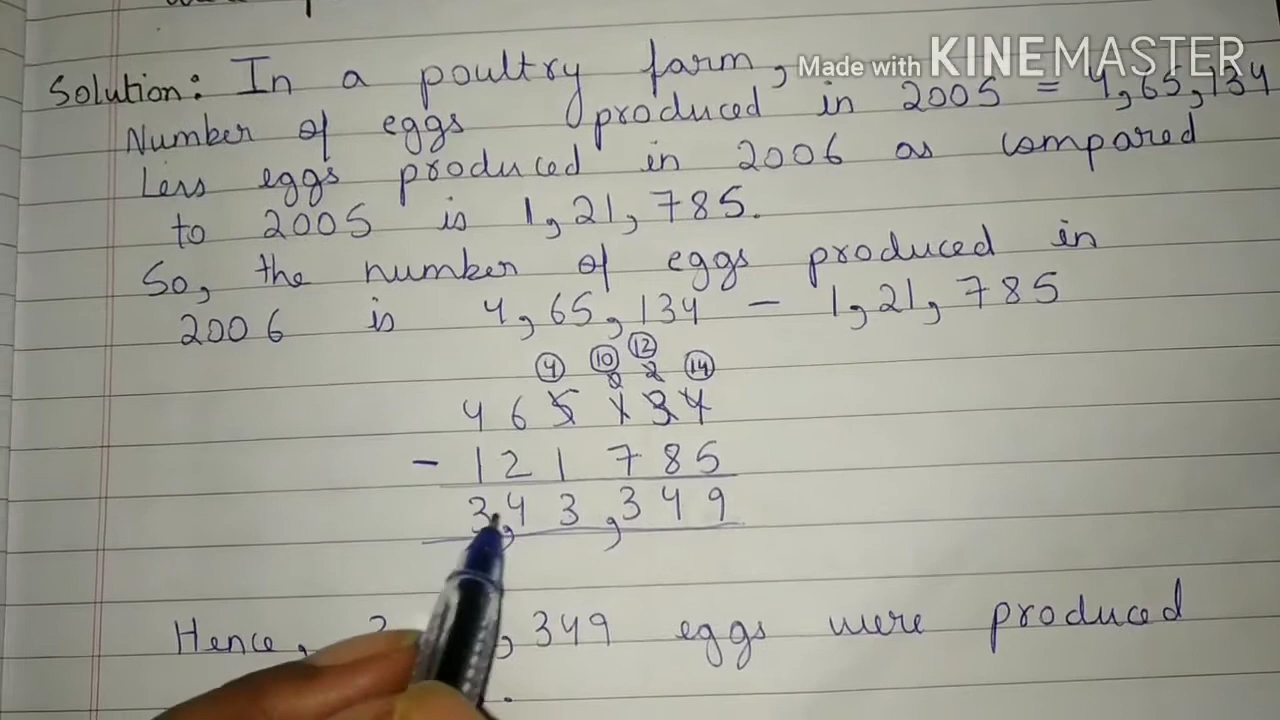 Made with KINEMASTER
Solution: In a poultry farm,
Number of eggs produced in 2005 = 4,65,134
Less eggs produced in 2006 as compared
to 2005 is 1,21,785.
So, the number of eggs produced in
2006 is 4,65,134 - 1,21,785
4 10 12 14
0 2
4 6 5 1 3 4
- 1 2 1 7 8 5
3,4 3,3 4 9
Hence, 3 ,349 eggs were produced